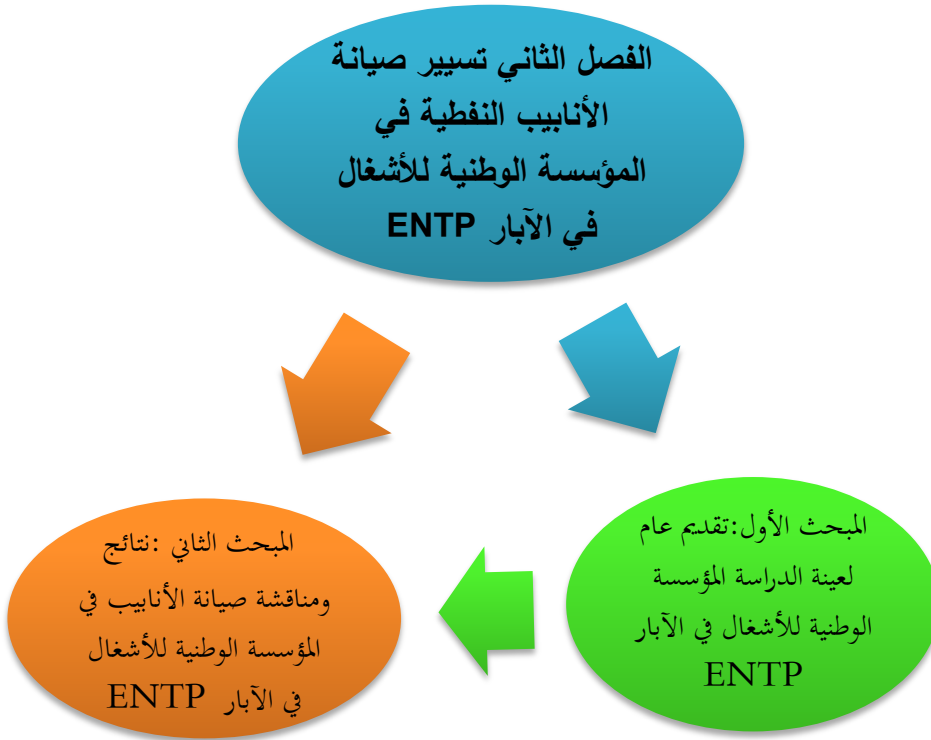 الفصل الثاني تسيير صيانة
الأنابيب النفطية في
المؤسسة الوطنية للأشغال
في الآبار ENTP
المبحث الأول:تقديم عام
لعينة الدراسة المؤسسة
الوطنية للأشغال في الآبار
ENTP
المبحث الثاني :نتائج
ومناقشة صيانة الأنابيب في
المؤسسة الوطنية للأشغال
في الآبار ENTP